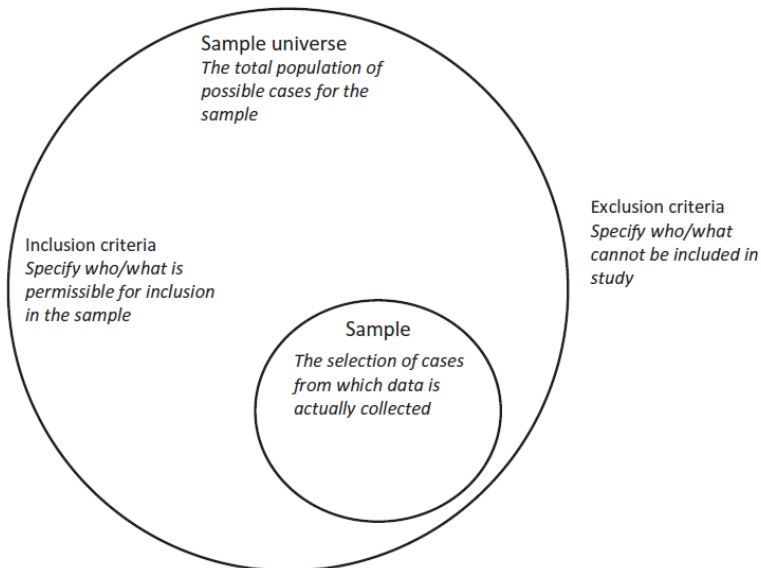 Sample universe
The total population of
possible cases for the
sample
Inclusion criteria
Specify who/what is
permissible for inclusion
in the sample
Exclusion criteria
Specify who/what
cannot be included in
study
Sample
The selection of cases
from which data is
actually collected